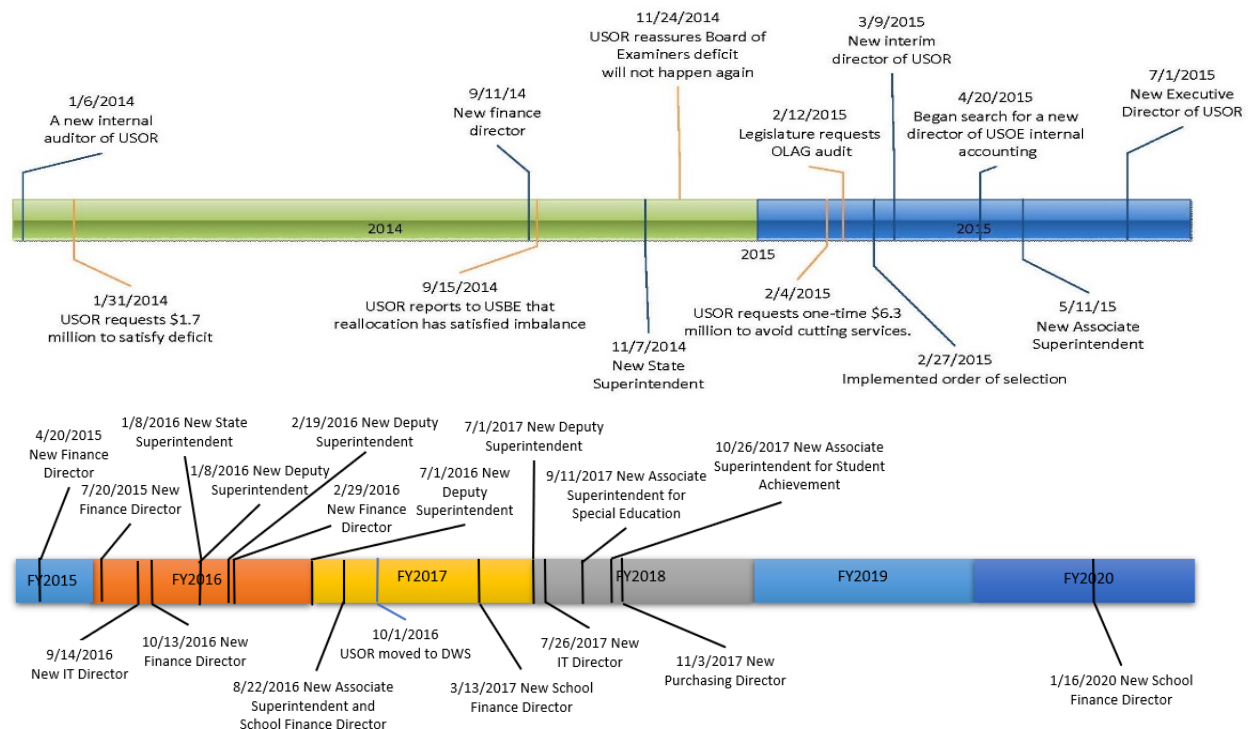 11/24/2014
USOR reassures Board of
Examiners deficit
will not happen again
3/9/2015
New interim
director of USOR
7/1/2015
New Executive
Director of USOR
1/6/2014
A new internal
auditor of USOR
9/11/14
New finance
director
2/12/2015
Legislature requests
OLAG audit
4/20/2015
Began search for a new
director of USOE internal
accounting
2014
2015
2015
1/31/2014
USOR requests $1.7
million to satisfy deficit
9/15/2014
USOR reports to USBE that
reallocation has satisfied imbalance
11/7/2014
New State
Superintendent
2/4/2015
USOR requests one-time $6.3
million to avoid cutting services.
2/27/2015
Implemented order of selection
5/11/15
New Associate
Superintendent
4/20/2015
New Finance
Director
7/20/2015 New
Finance Director
1/8/2016 New State
Superintendent
1/8/2016 New Deputy
Superintendent
2/19/2016 New Deputy
Superintendent
2/29/2016
New Finance
Director
7/1/2016 New
Deputy
Superintendent
7/1/2017 New Deputy
Superintendent
9/11/2017 New Associate
Superintendent for
Special Education
10/26/2017 New Associate
Superintendent for Student
Achievement
FY2015
FY2016
FY2017
FY2018
FY2019
FY2020
9/14/2016
New IT Director
10/13/2016 New
Finance Director
8/22/2016 New Associate
Superintendent and
School Finance Director
10/1/2016
USOR moved to DWS
3/13/2017 New School
Finance Director
7/26/2017 New
IT Director
11/3/2017 New
Purchasing Director
1/16/2020 New School
Finance Director